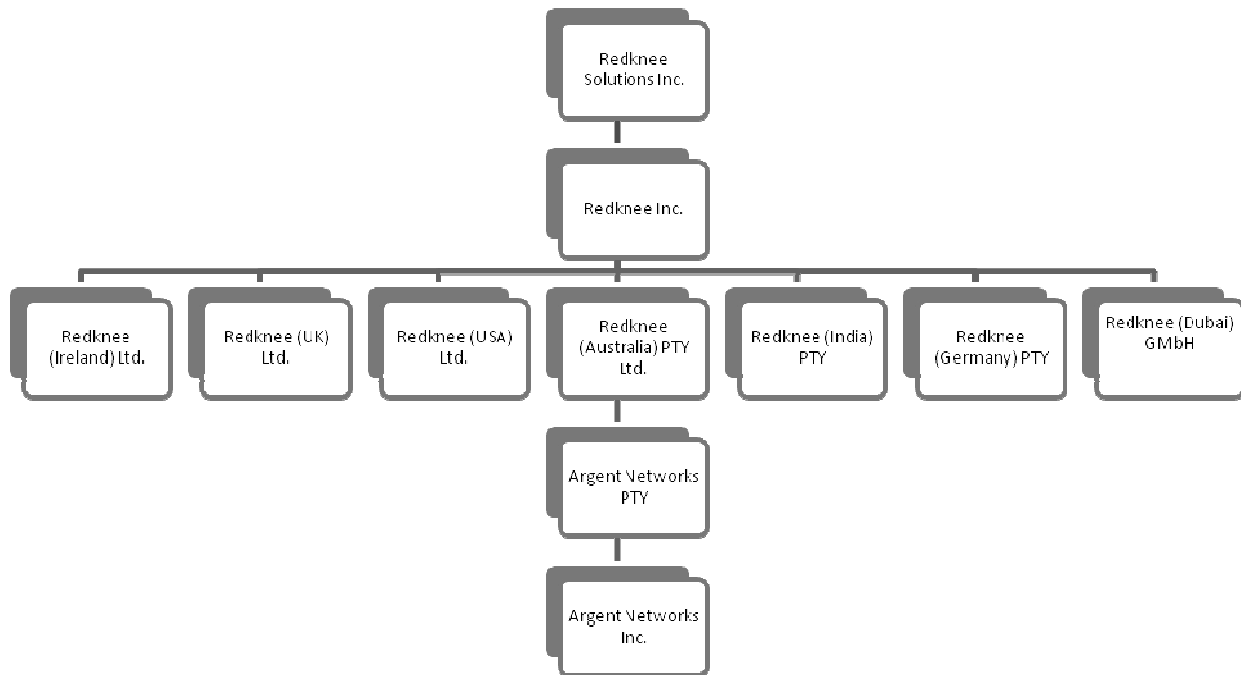 Redknee
Solutions Inc.
Redknee Inc.
Redknee
(Ireland) Ltd.
Redknee (UK)
Ltd.
Redknee (USA)
Ltd.
Redknee
(Australia) PTY
Ltd.
Redknee (India)
PTY
Redknee
(Germany) PTY
Redknee (Dubai)
GMbH
Argent Networks
PTY
Argent Networks
Inc.